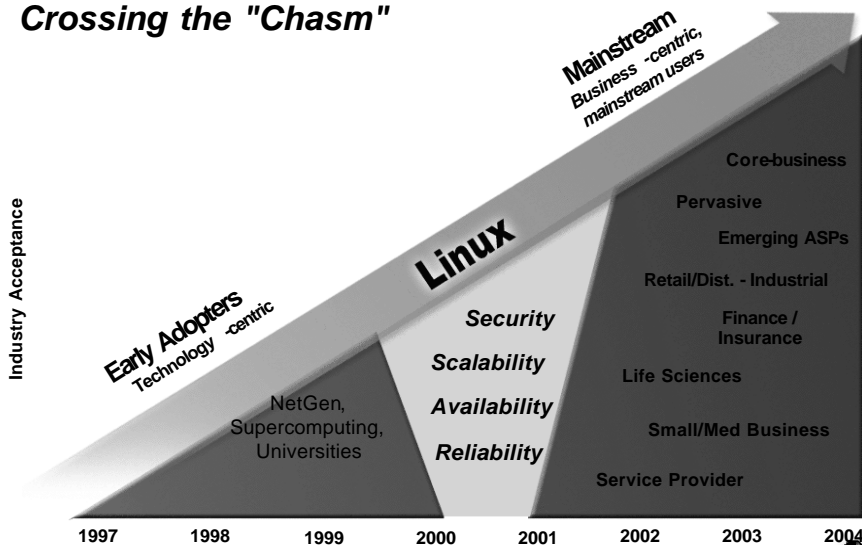 Crossing the "Chasm"
Mainstream
Business -centric,
mainstream users
Core-business
Pervasive
Emerging ASPs
Retail/Dist. - Industrial
Finance /
Insurance
Life Sciences
Small/Med Business
Service Provider
Linux
Security
Scalability
Availability
Reliability
Early Adopters
Technology -centric
NetGen,
Supercomputing,
Universities
Industry Acceptance
1997 1998 1999 2000 2001 2002 2003 2004